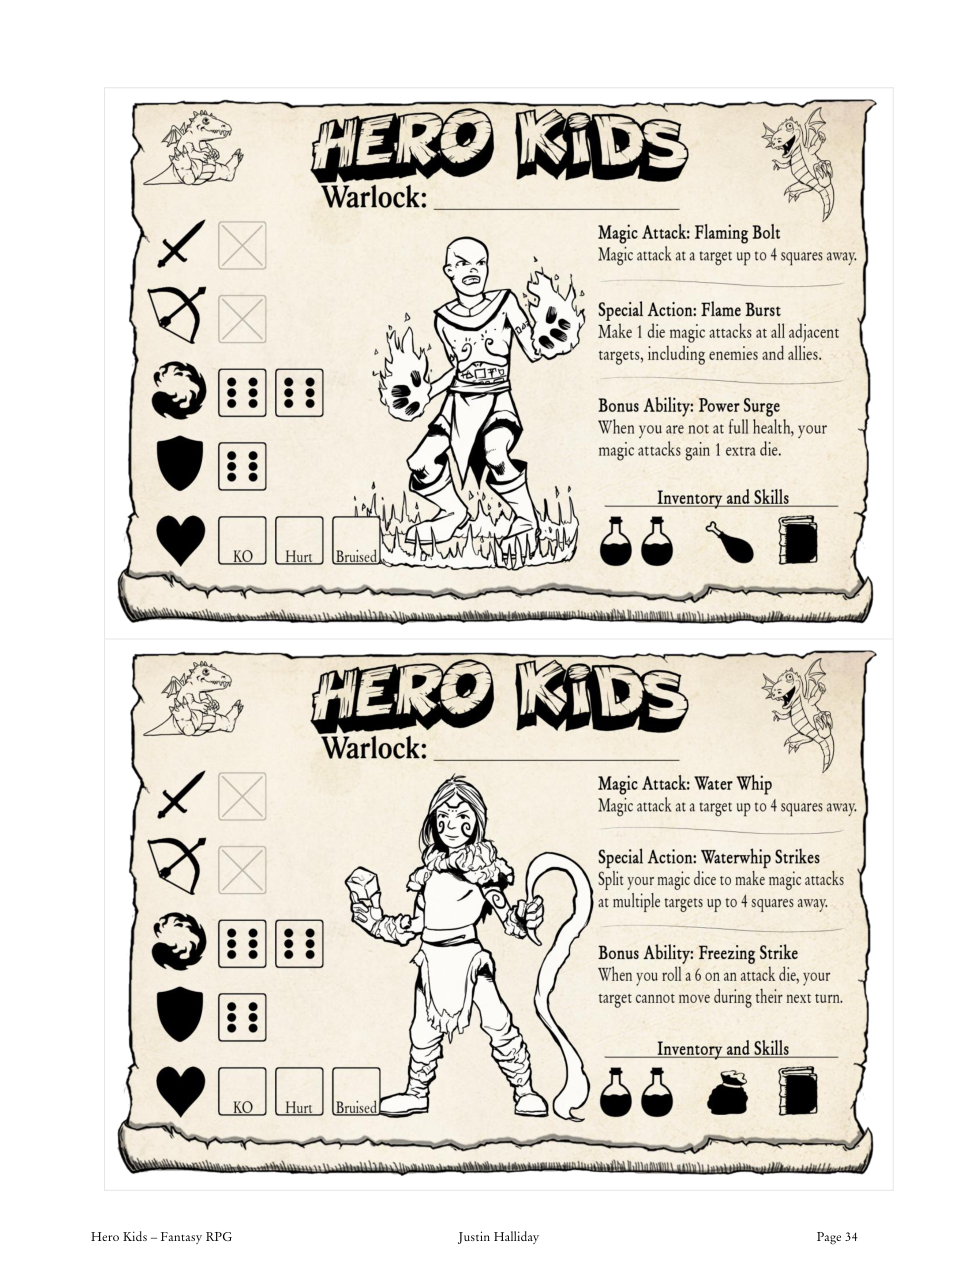 HERO KiDS
Warlock:
Magic Attack: Flaming Bolt
Magic attack at a target up to 4 squares away.
Special Action: Flame Burst
Make 1 die magic attacks at all adjacent
targets, including enemies and allies.
Bonus Ability: Power Surge
When you are not at full health, your
magic attacks gain 1 extra die.
Inventory and Skills
KO Hurt Bruised
HERO KiDS
Warlock:
Magic Attack: Water Whip
Magic attack at a target up to 4 squares away.
Special Action: Waterwhip Strikes
Split your magic dice to make magic attacks
at multiple targets up to 4 squares away.
Bonus Ability: Freezing Strike
When you roll a 6 on an attack die, your
target cannot move during their next turn.
Inventory and Skills
KO Hurt Bruised
Hero Kids – Fantasy RPG Justin Halliday Page 34